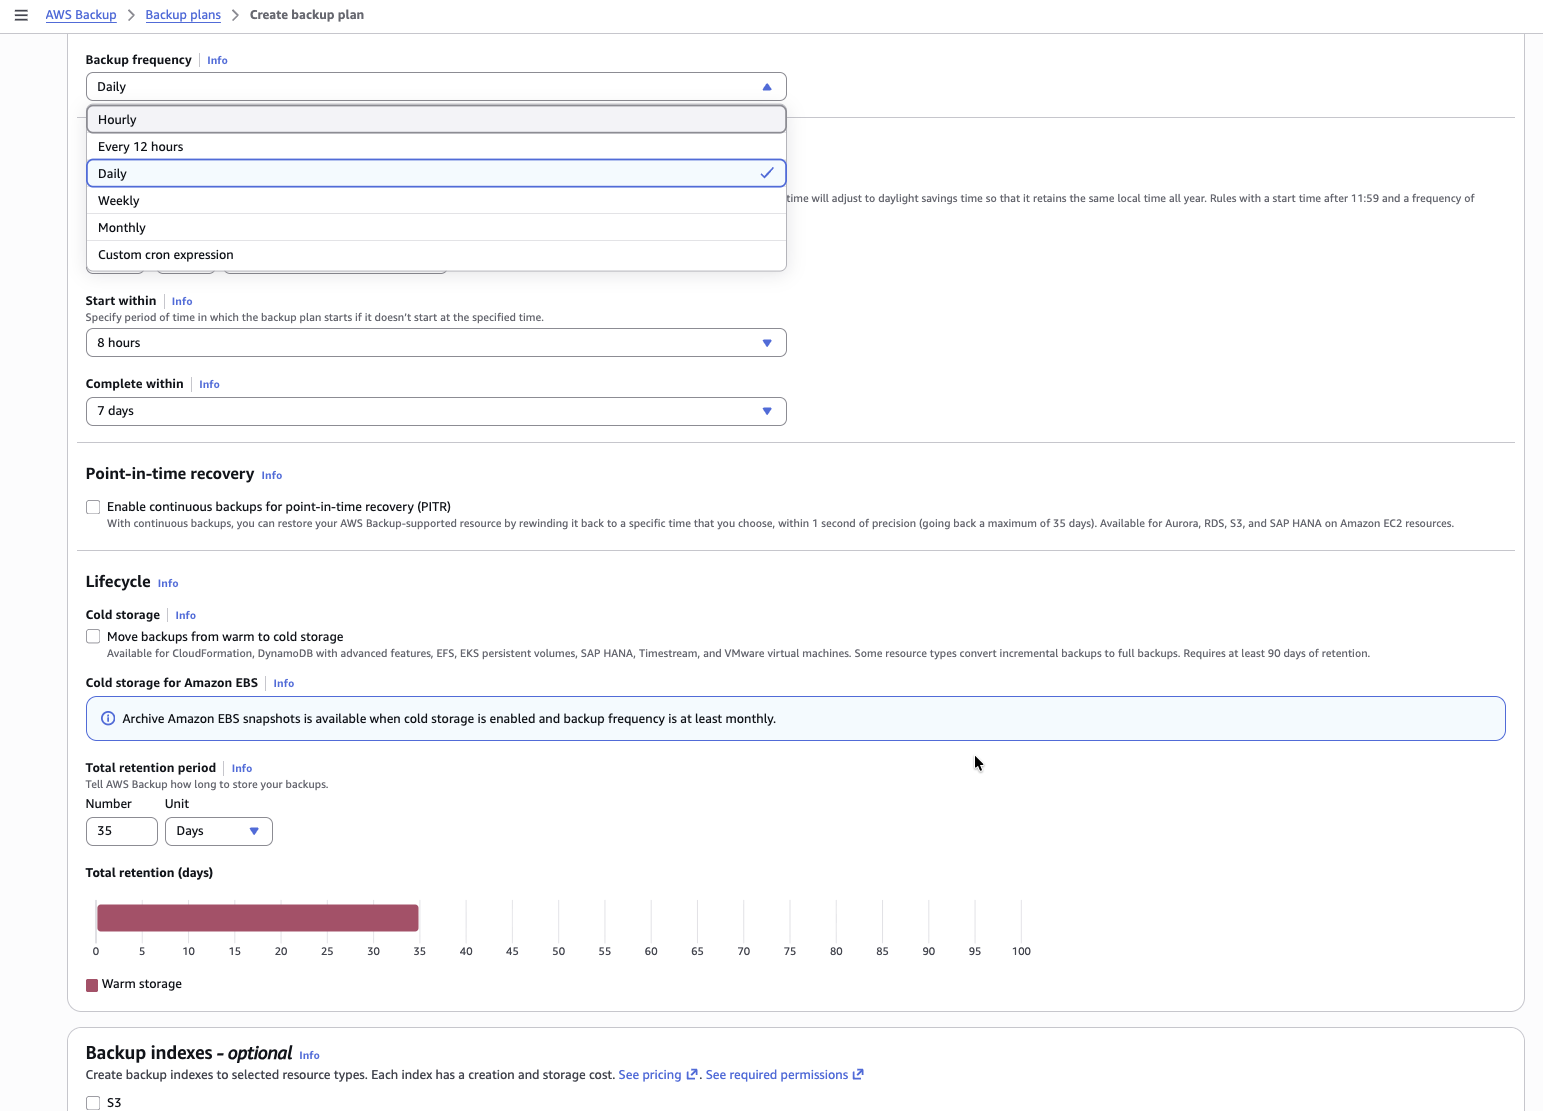 AWS Backup > Backup plans > Create backup plan
Backup frequency Info
Daily
Hourly
Every 12 hours
Daily
Weekly
Monthly
Custom cron expression
time will adjust to daylight savings time so that it retains the same local time all year. Rules with a start time after 11:59 and a frequency of
Start within Info
Specify period of time in which the backup plan starts if it doesn't start at the specified time.
8 hours
Complete within Info
7 days
Point-in-time recovery Info
Enable continuous backups for point-in-time recovery (PITR)
With continuous backups, you can restore your AWS Backup-supported resource by rewinding it back to a specific time that you choose, within 1 second of precision (going back a maximum of 35 days). Available for Aurora, RDS, S3, and SAP HANA on Amazon EC2 resources.
Lifecycle Info
Cold storage Info
Move backups from warm to cold storage
Available for CloudFormation, DynamoDB with advanced features, EFS, EKS persistent volumes, SAP HANA, Timestream, and VMware virtual machines. Some resource types convert incremental backups to full backups. Requires at least 90 days of retention.
Cold storage for Amazon EBS Info
Archive Amazon EBS snapshots is available when cold storage is enabled and backup frequency is at least monthly.
Total retention period Info
Tell AWS Backup how long to store your backups.
Number Unit
35 Days
Total retention (days)
0 5 10 15 20 25 30 35 40 45 50 55 60 65 70 75 80 85 90 95 100
Warm storage
Backup indexes - optional Info
Create backup indexes to selected resource types. Each index has a creation and storage cost. See pricing. See required permissions
S3